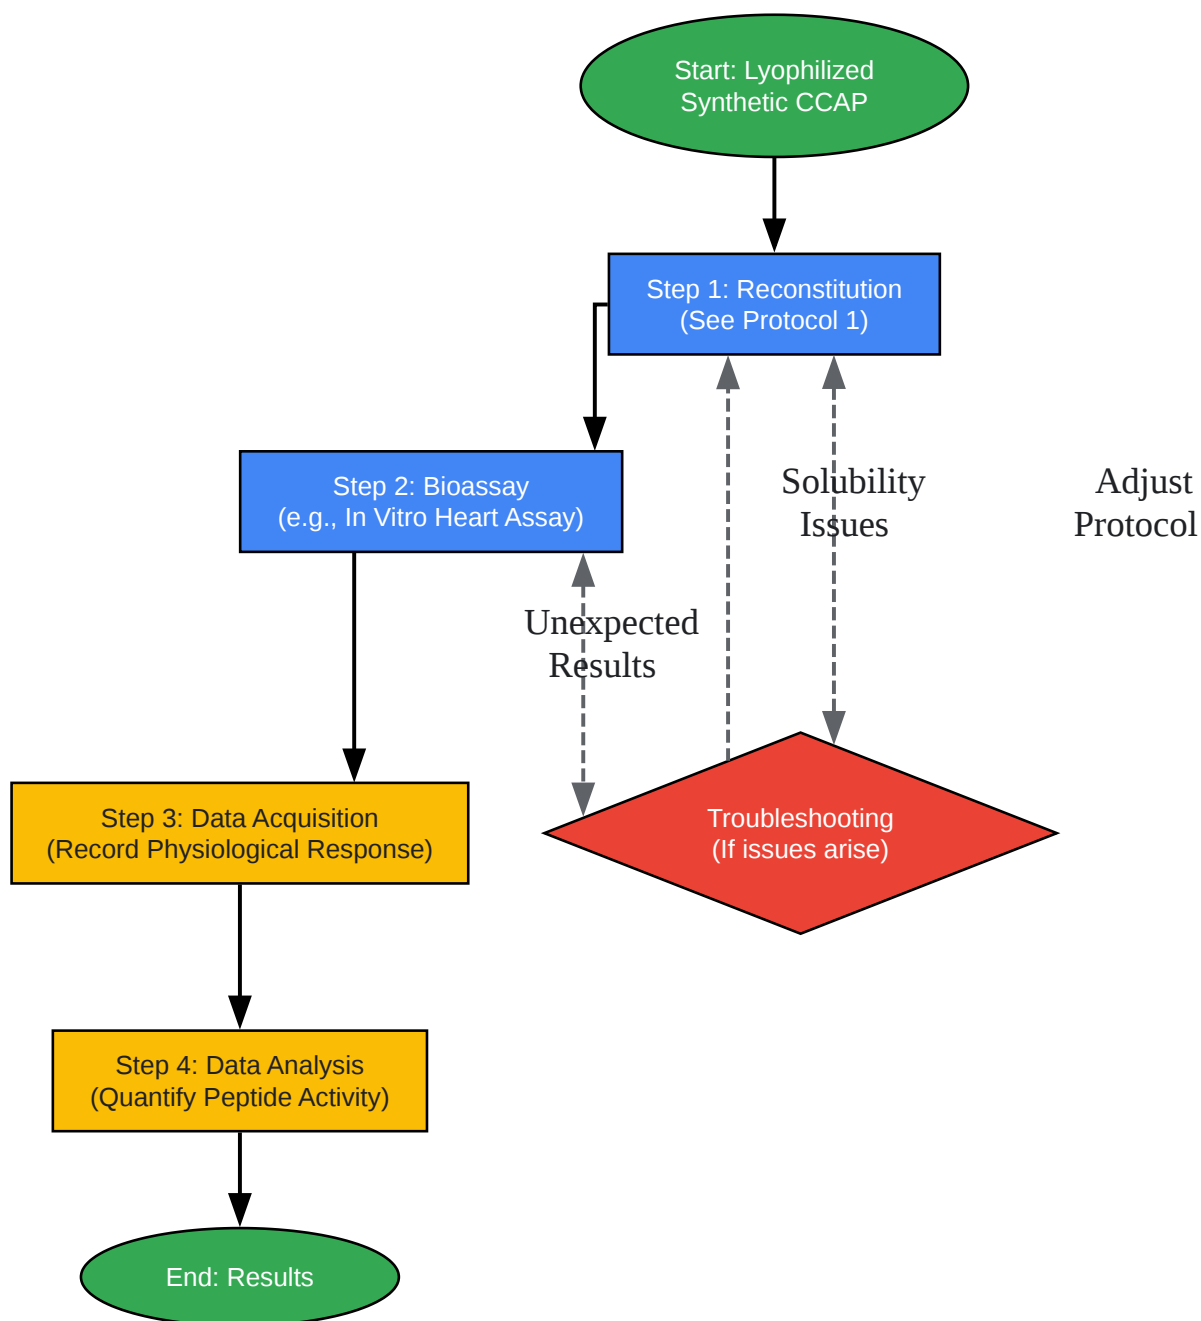 Start: Lyophilized
Synthetic CCAP
Step 1: Reconstitution
(See Protocol 1)
Step 2: Bioassay
(e.g., In Vitro Heart Assay)
Solubility
Issues
Adjust
Protocol
Unexpected
Results
Step 3: Data Acquisition
(Record Physiological Response)
Troubleshooting
(If issues arise)
Step 4: Data Analysis
(Quantify Peptide Activity)
End: Results